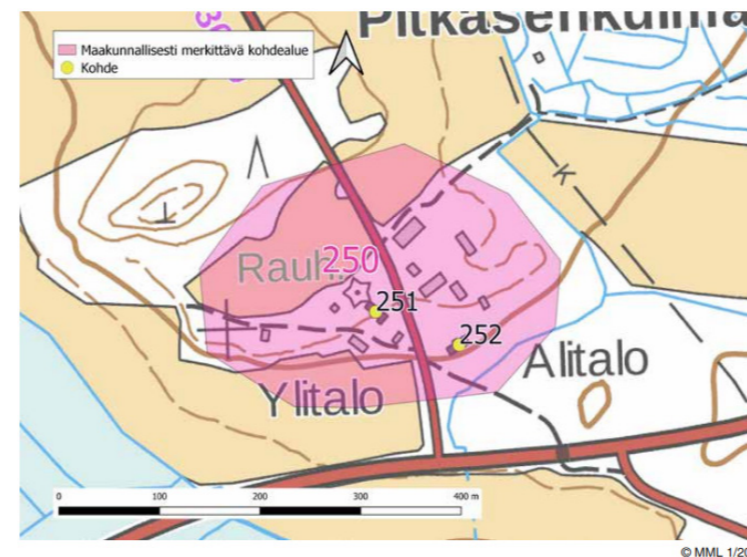 Pitkäsenkulma
Maakunnallisesti merkittävä kohdealue
Kohde
K
250
251
252
Alitalo
Ylitalo
0 100 200 300 400 m
© MML 1/20